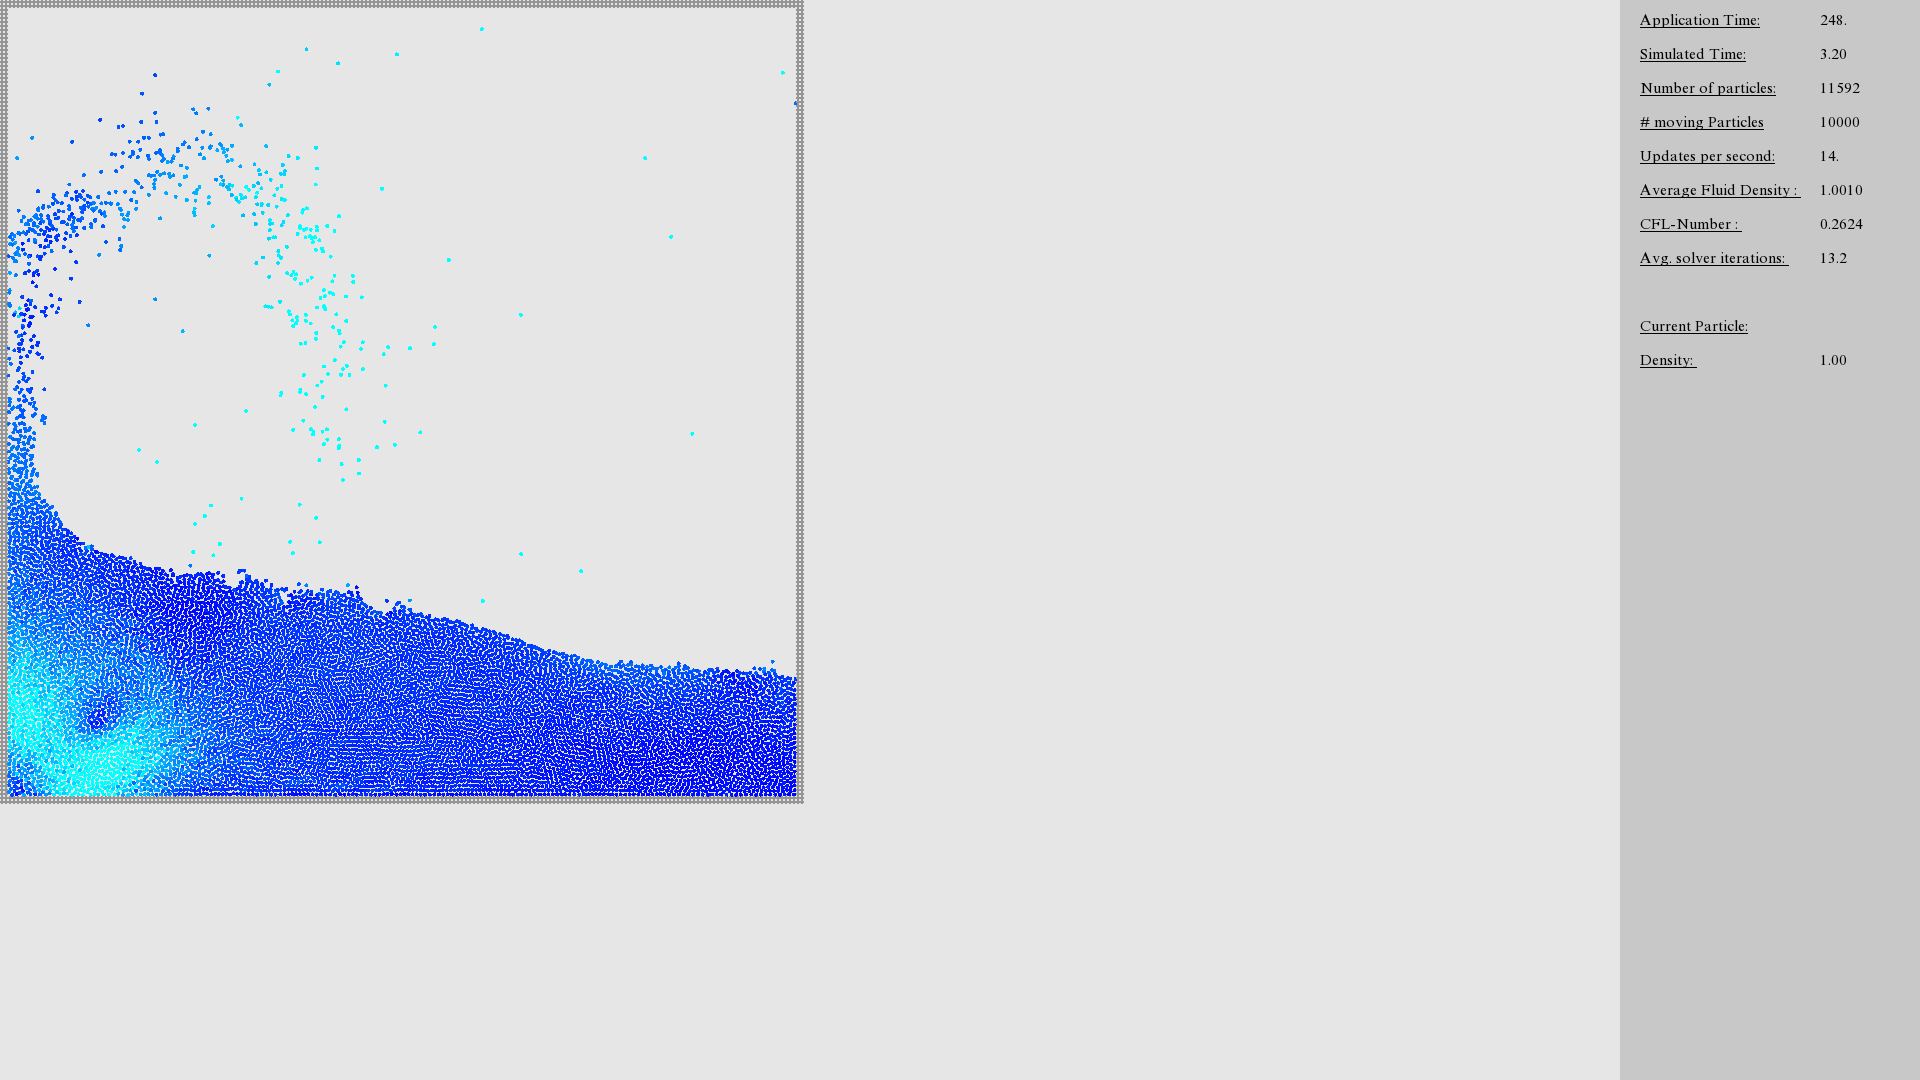 Application Time: 248.
Simulated Time: 3.20
Number of particles: 11592
# moving Particles 10000
Updates per second: 14.
Average Fluid Density : 1.0010
CFL-Number : 0.2624
Avg. solver iterations: 13.2
Current Particle:
Density: 1.00